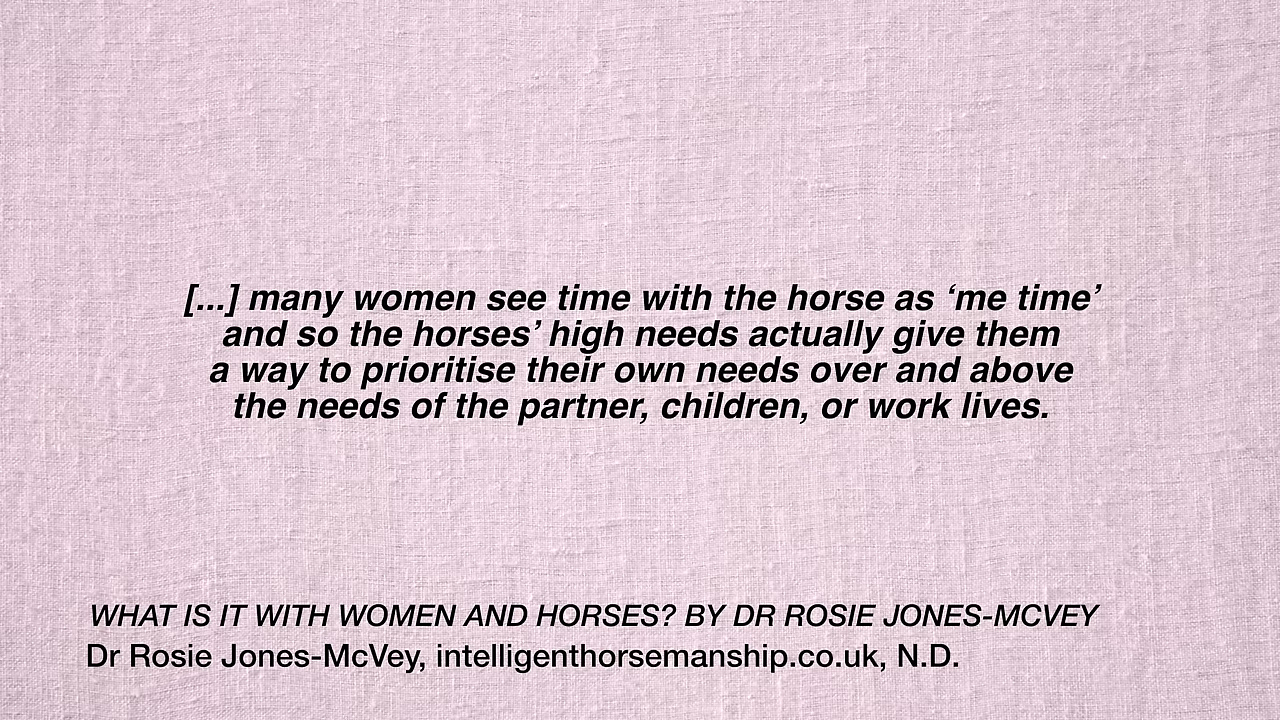 [...] many women see time with the horse as ‘me time’
and so the horses’ high needs actually give them
a way to prioritise their own needs over and above
the needs of the partner, children, or work lives.
WHAT IS IT WITH WOMEN AND HORSES? BY DR ROSIE JONES-MCVEY
Dr Rosie Jones-McVey, intelligenthorsemanship.co.uk, N.D.